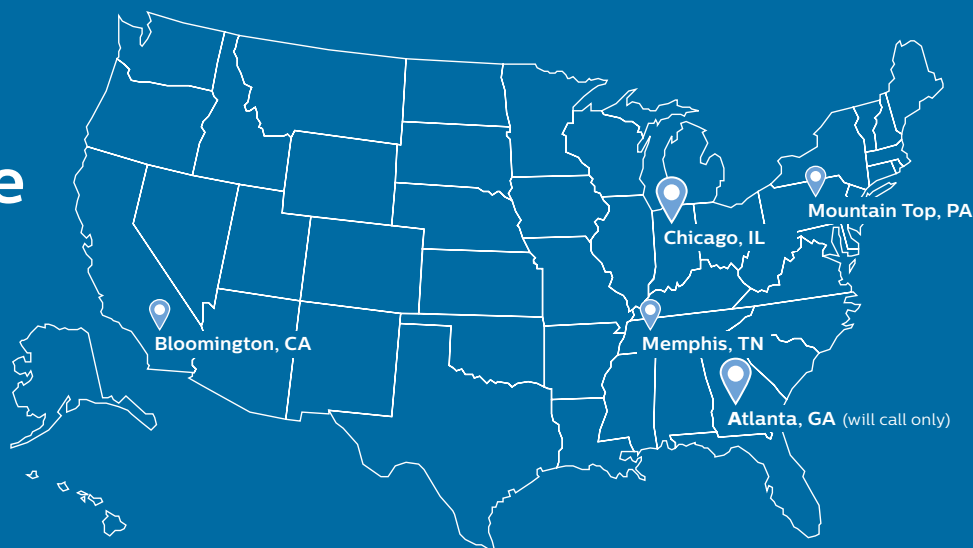 e
Mountain Top, PA
Chicago, IL
Bloomington, CA
Memphis, TN
Atlanta, GA (will call only)